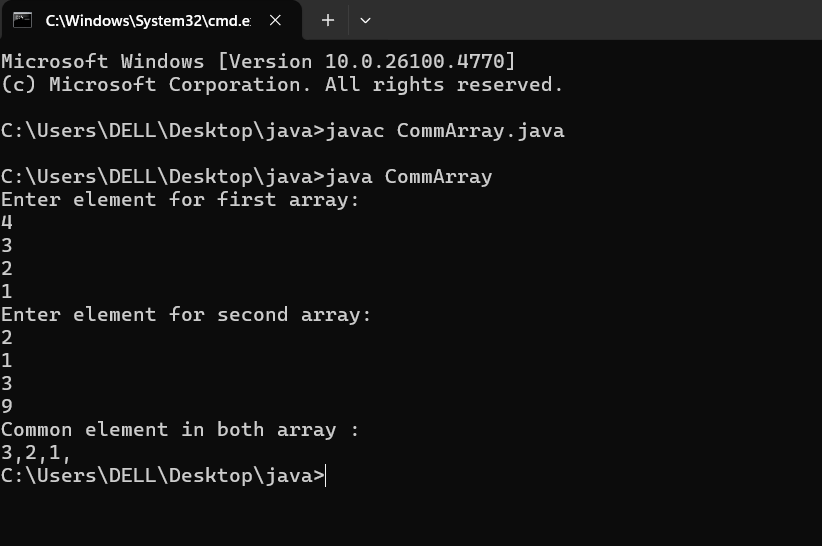 C:\Windows\System32\cmd.e
Microsoft Windows [Version 10.0.26100.4770]
(c) Microsoft Corporation. All rights reserved.
C:\Users\DELL\Desktop\java>javac CommArray.java
C:\Users\DELL\Desktop\java>java CommArray
Enter element for first array:
4
3
2
1
Enter element for second array:
2
1
3
9
Common element in both array :
3,2,1,
C:\Users\DELL\Desktop\java>